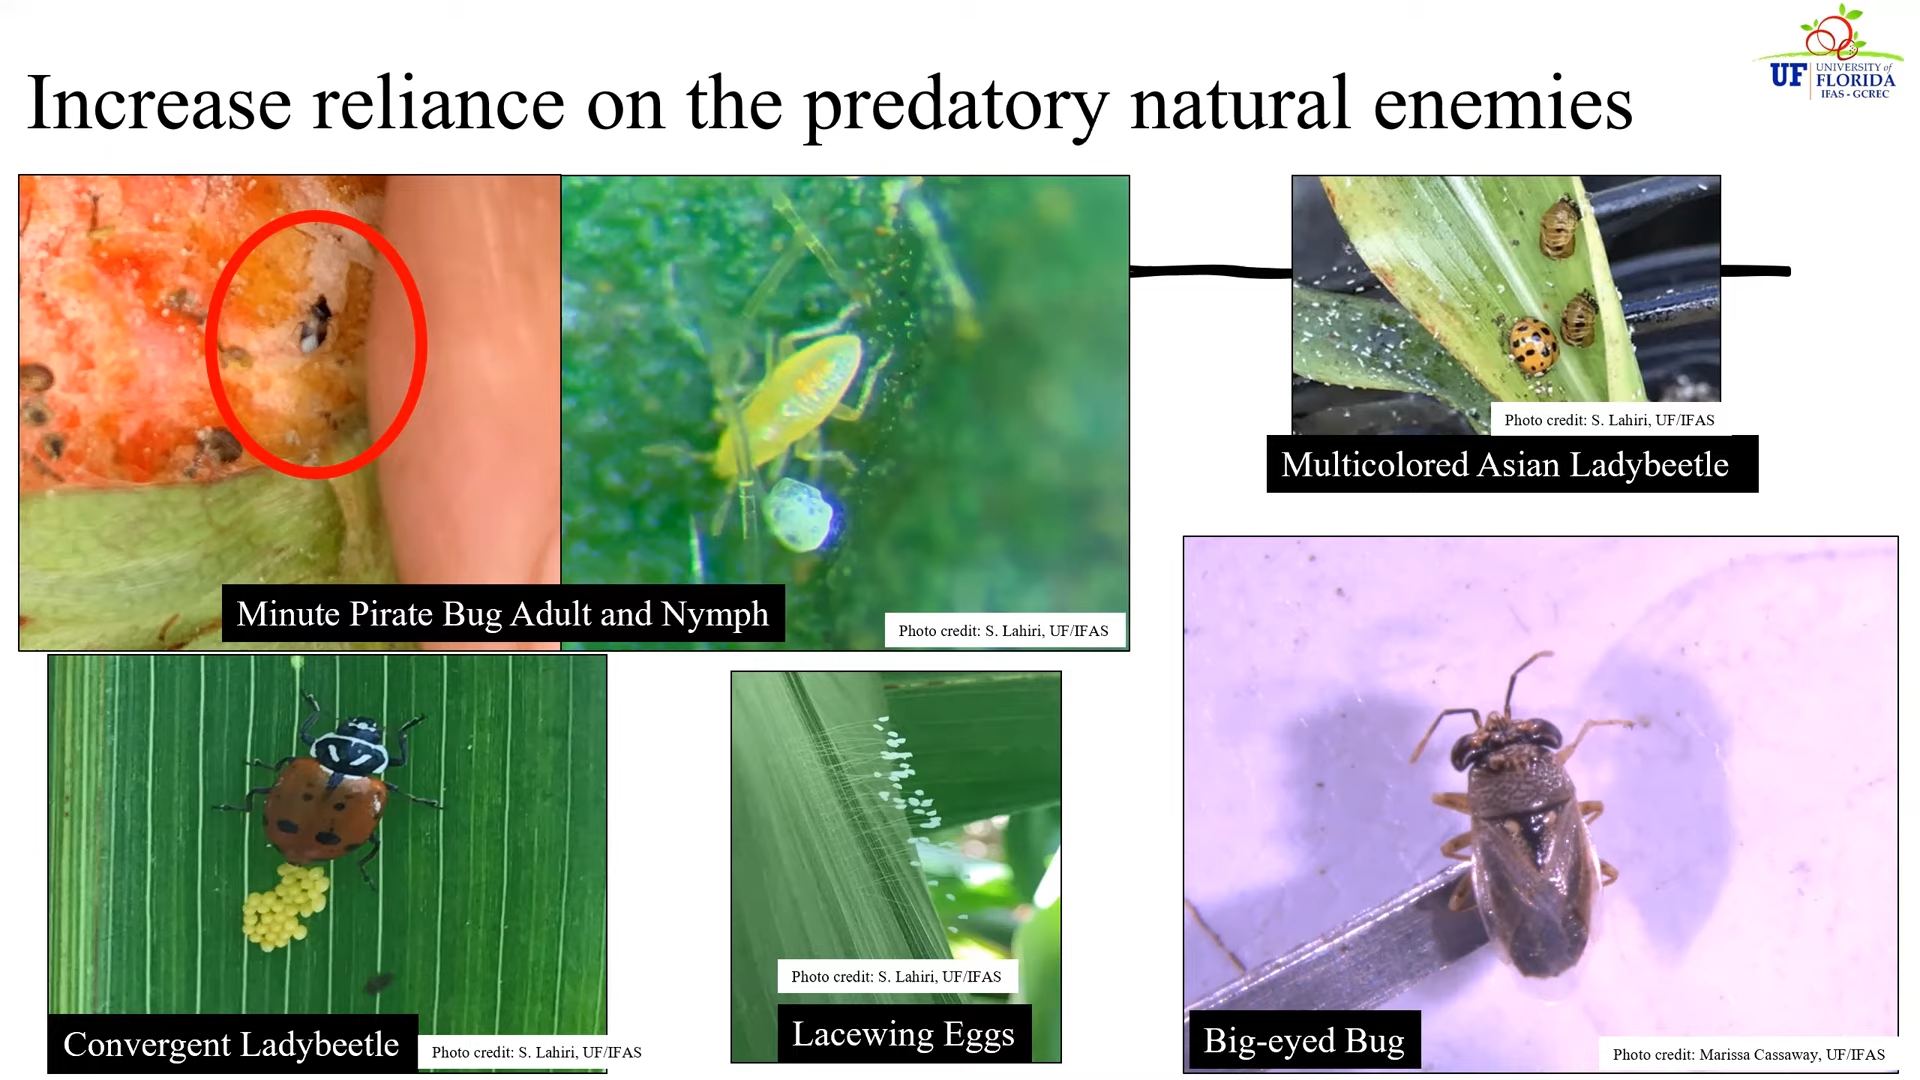 Increase reliance on the predatory natural enemies
UF UNIVERSITY of
FLORIDA
IFAS - GCREC
Minute Pirate Bug Adult and Nymph
Photo credit: S. Lahiri, UF/IFAS
Photo credit: S. Lahiri, UF/IFAS
Multicolored Asian Ladybeetle
Convergent Ladybeetle
Photo credit: S. Lahiri, UF/IFAS
Photo credit: S. Lahiri, UF/IFAS
Lacewing Eggs
Big-eyed Bug
Photo credit: Marissa Cassaway, UF/IFAS